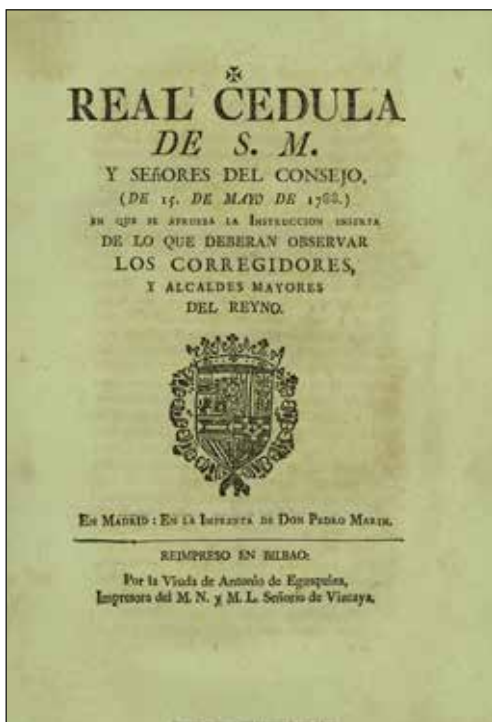 REAL CEDULA
DE S. M.
Y SEñORES DEL CONSEJO,
(DE 15. DE MAYO DE 1788.)
EN QUE SE APRUEBA LA INSTRUCCION INSERTA
DE LO QUE DEBERAN OBSERVAR
LOS CORREGIDORES,
Y ALCALDES MAYORES
DEL REYNO.
EN MADRID : EN LA IMPRENTA DE DON PEDRO MARIN.
REIMPRESO EN BILBAO:
Por la Viuda de Antonio de Egusquiza,
Impresora del M. N. y M. L. Señorio de Vizcaya.